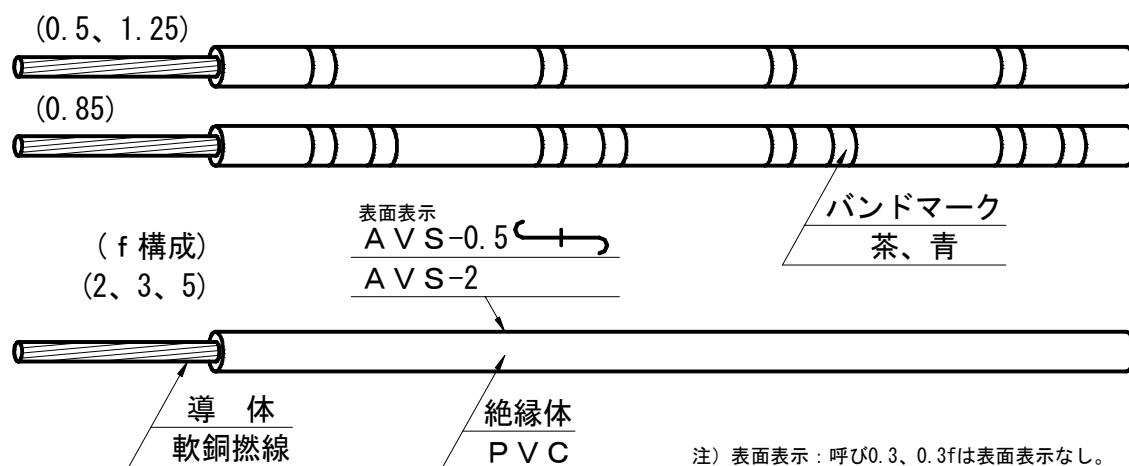 (0.5、1.25)
(0.85)
バンドマーク
茶、青
表面表示
AVS-0.5
AVS-2
(f構成)
(2、3、5)
導 体
軟銅撚線
絶縁体
PVC
注）表面表示：呼び0.3、0.3fは表面表示なし。